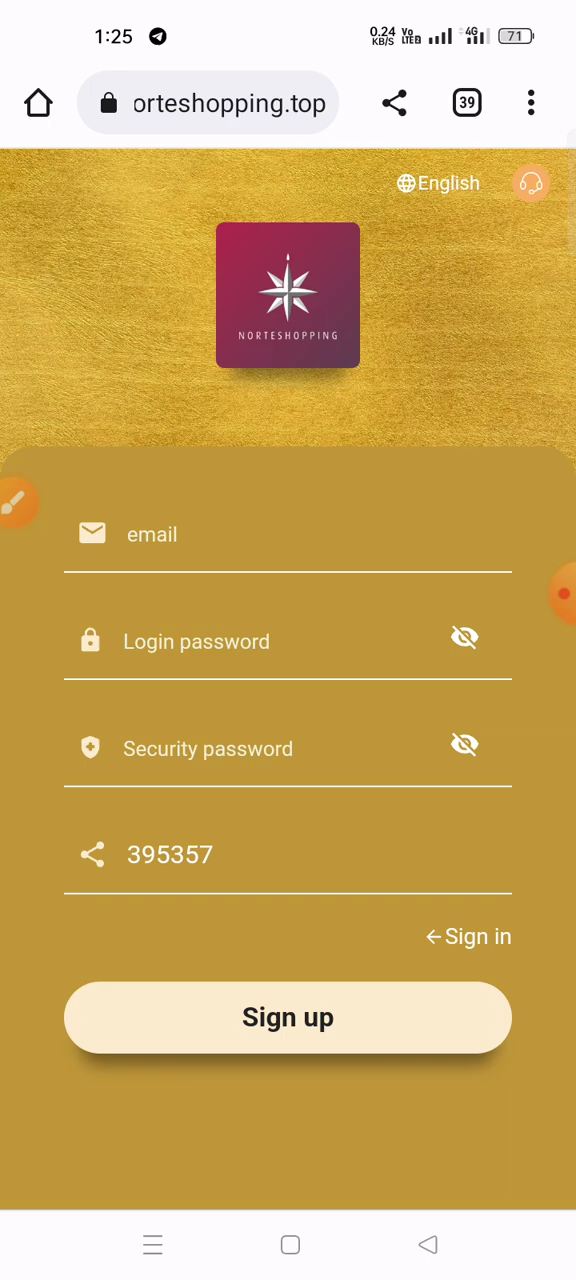 1:25 0.24 KB/S Vo LTE2 4G 71
orteshopping.top 39
English
NORTESHOPPING
email
Login password
Security password
395357
←Sign in
Sign up